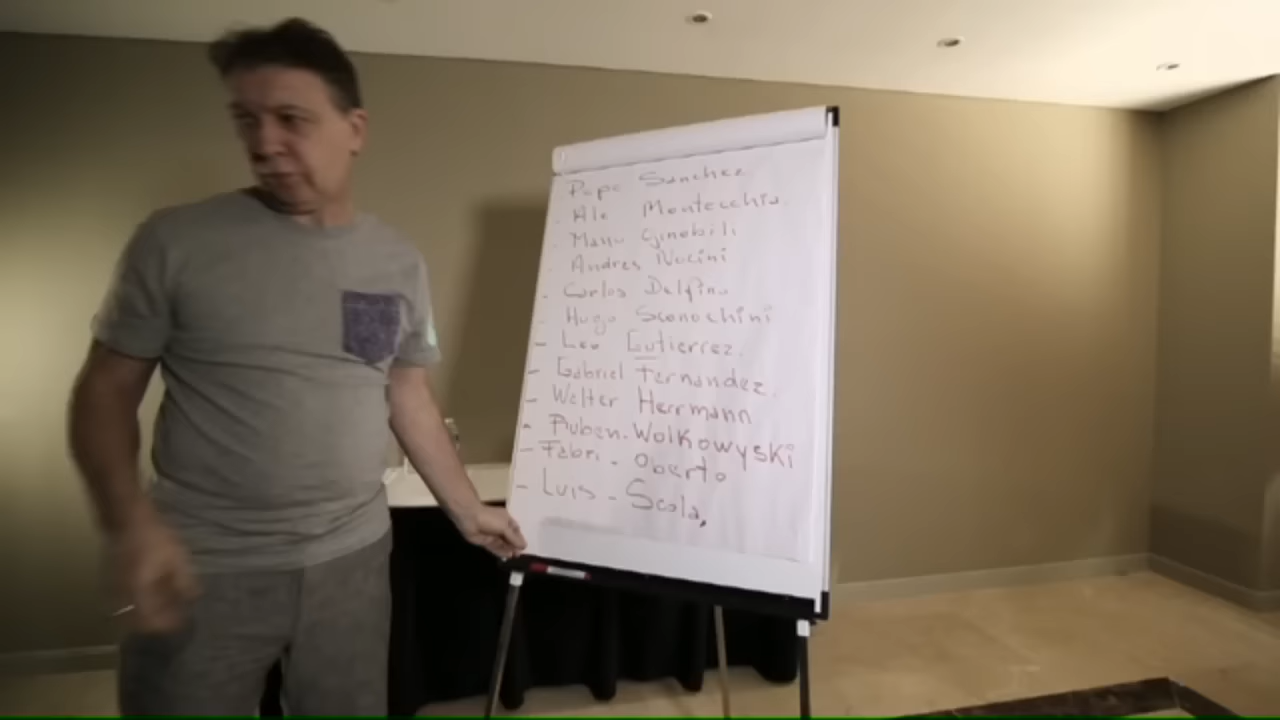 Pepe Sanchez
- Ale Montecchia.
- Manu Ginobili
- Andres Nocini
- Carlos Delfino
- Hugo Sconochini
- Leo Gutierrez.
- Gabriel Fernandez.
- Walter Herrmann
- Ruben. Wolkowyski
- Fabri. - Oberto
- Luis - Scola.